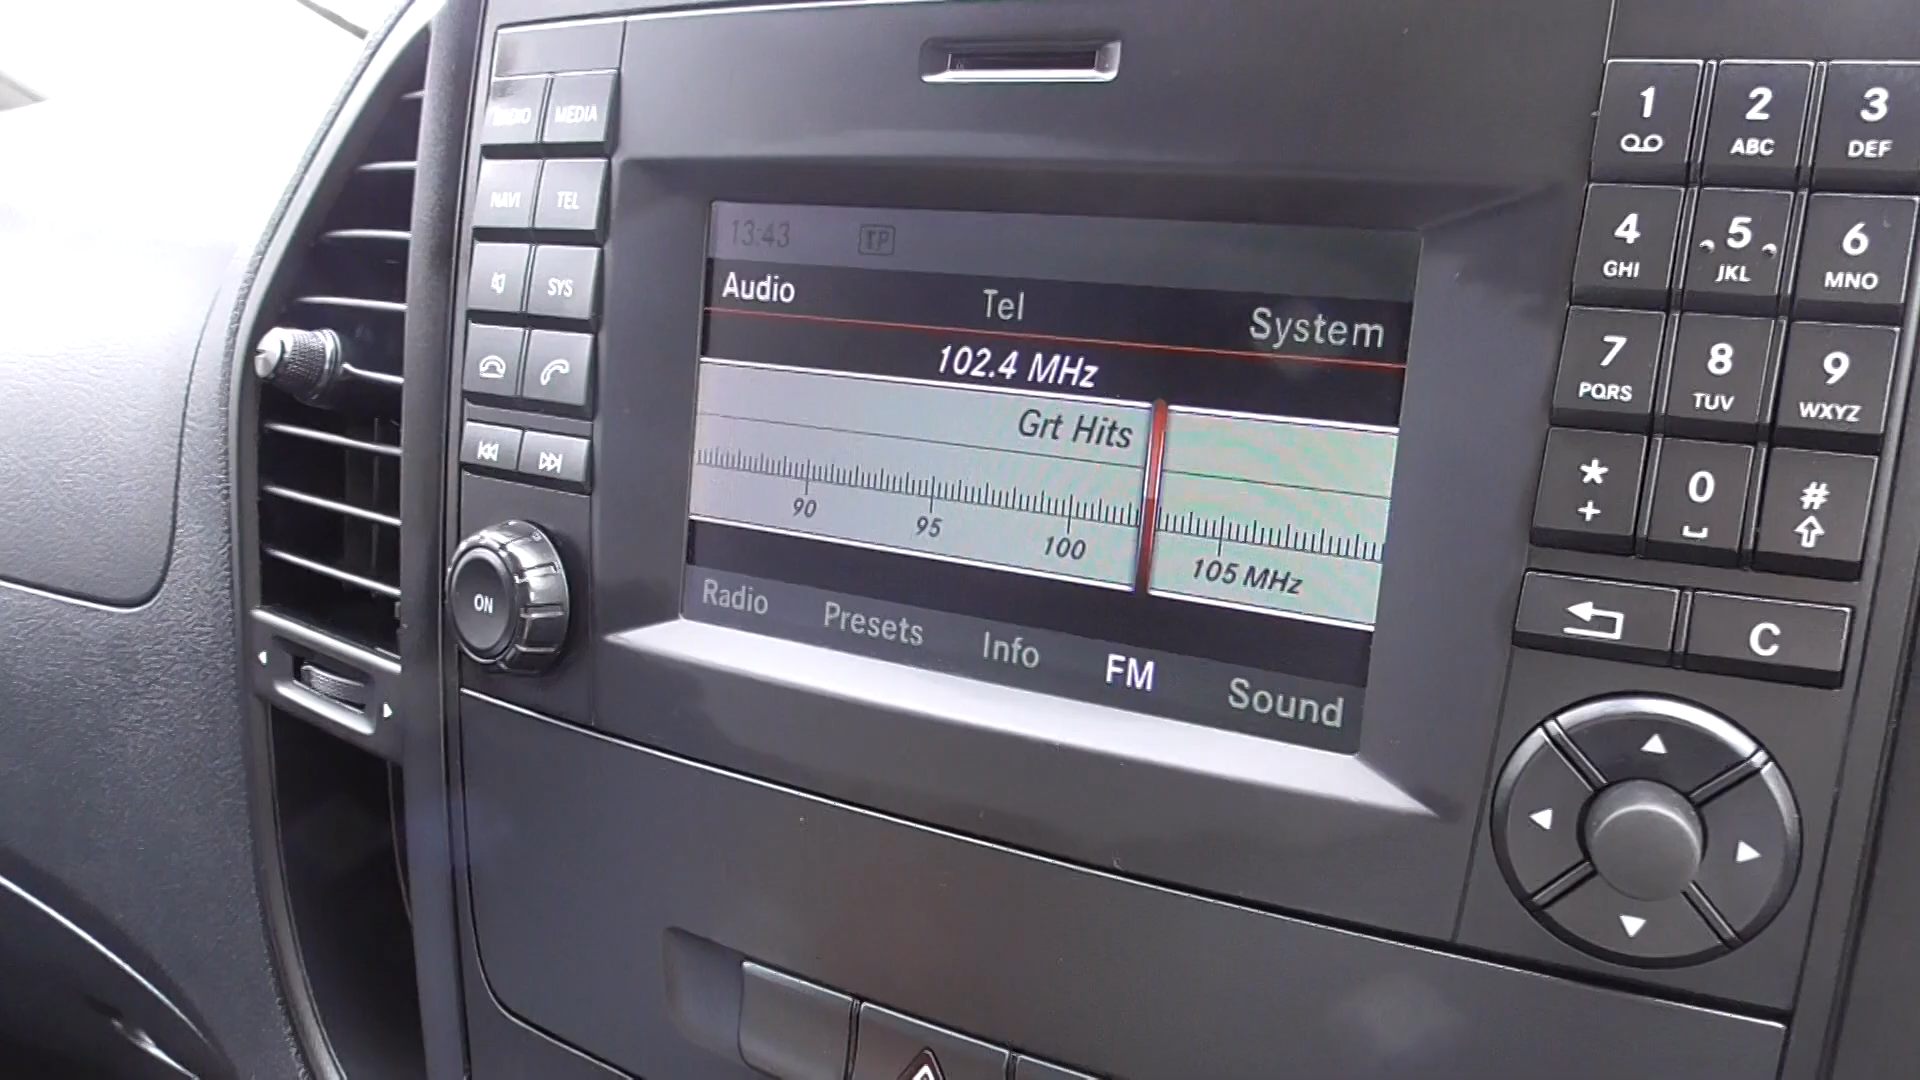 RADIO MEDIA
NAVI TEL
SYS
ON
13:43 TP
Audio Tel System
102.4 MHz
Grt Hits
90 95 100 105 MHz
Radio Presets Info FM Sound
1 2 ABC 3 DEF
4 GHI 5 JKL 6 MNO
7 PQRS 8 TUV 9 WXYZ
* + 0 #
C